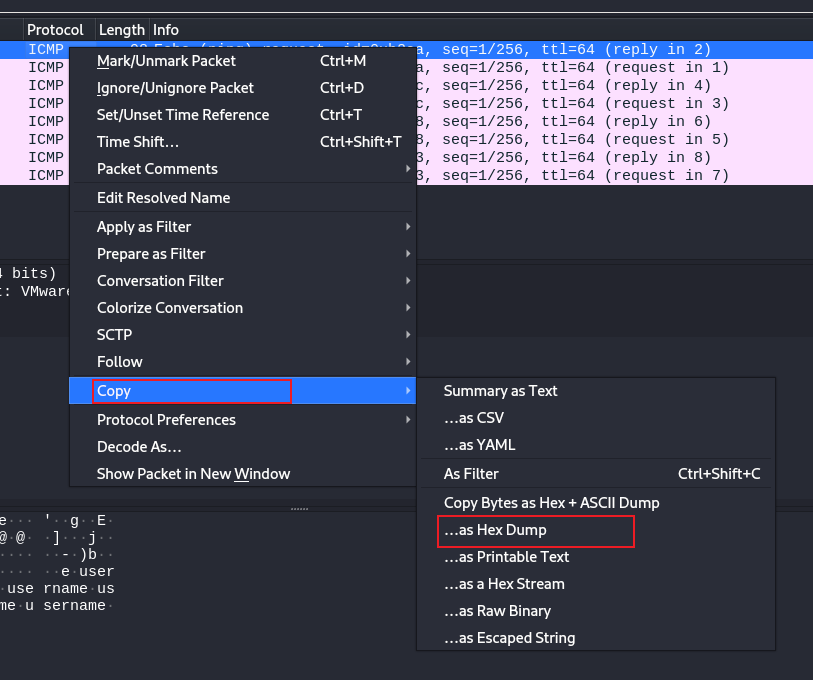 Protocol Length Info
ICMP 98 Echo (ping) request, seq=1/256, ttl=64 (reply in 2)
ICMP a, seq=1/256, ttl=64 (request in 1)
ICMP c, seq=1/256, ttl=64 (reply in 4)
ICMP c, seq=1/256, ttl=64 (request in 3)
ICMP 8, seq=1/256, ttl=64 (reply in 6)
ICMP 8, seq=1/256, ttl=64 (request in 5)
ICMP 3, seq=1/256, ttl=64 (reply in 8)
ICMP 3, seq=1/256, ttl=64 (request in 7)
Mark/Unmark Packet Ctrl+M
Ignore/Unignore Packet Ctrl+D
Set/Unset Time Reference Ctrl+T
Time Shift… Ctrl+Shift+T
Packet Comments
Edit Resolved Name
Apply as Filter
Prepare as Filter
Conversation Filter
Colorize Conversation
SCTP
Follow
Copy
Protocol Preferences
Decode As…
Show Packet in New Window
4 bits)
t: VMware
Summary as Text
…as CSV
…as YAML
As Filter Ctrl+Shift+C
Copy Bytes as Hex + ASCII Dump
…as Hex Dump
…as Printable Text
…as a Hex Stream
…as Raw Binary
…as Escaped String
e··· '··g·E·
@·@· ·]···j··
····· ··-·)b··
····· ··e·user
·use rname·us
me·u sername·